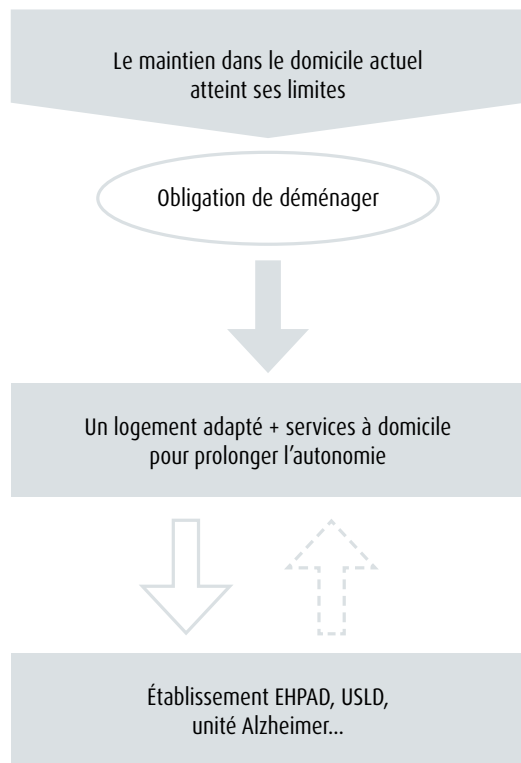 Le maintien dans le domicile actuel
atteint ses limites
Obligation de déménager
Un logement adapté + services à domicile
pour prolonger l’autonomie
Établissement EHPAD, USLD,
unité Alzheimer...